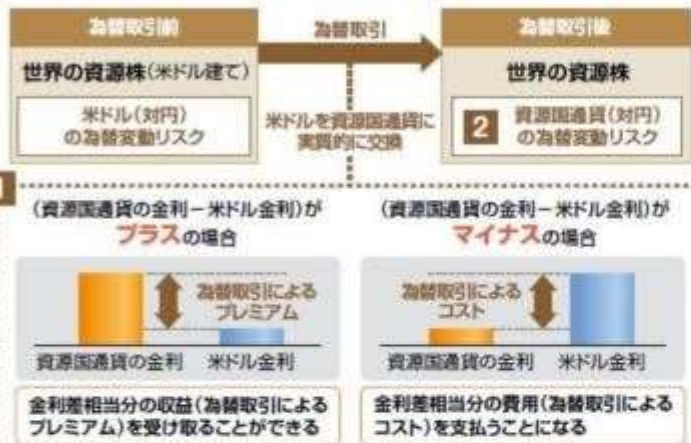 為替取引前
為替取引
為替取引後
世界の資源株(米ドル建て)
世界の資源株
米ドル(対円)
の為替変動リスク
米ドルを資源国通貨に
実質的に交換
2
資源国通貨(対円)
の為替変動リスク
(資源国通貨の金利－米ドル金利)が
プラスの場合
為替取引による
プレミアム
資源国通貨の金利
米ドル金利
金利差相当分の収益(為替取引による
プレミアム)を受け取ることができる
(資源国通貨の金利－米ドル金利)が
マイナスの場合
為替取引による
コスト
資源国通貨の金利
米ドル金利
金利差相当分の費用(為替取引による
コスト)を支払うことになる